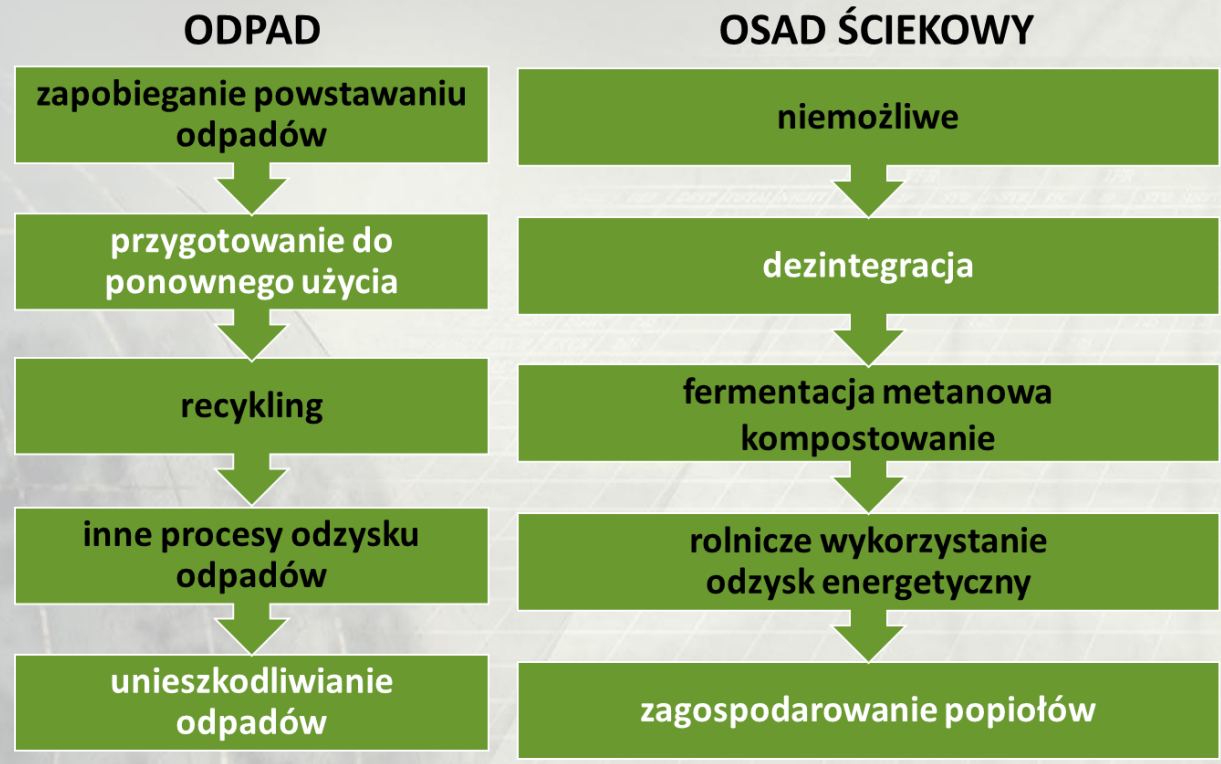 ODPAD
zapobieganie powstawaniu
odpadów
przygotowanie do
ponownego użycia
recykling
inne procesy odzysku
odpadów
unieszkodliwianie
odpadów
OSAD ŚCIEKOWY
niemożliwe
dezintegracja
fermentacja metanowa
kompostowanie
rolnicze wykorzystanie
odzysk energetyczny
zagospodarowanie popiołów